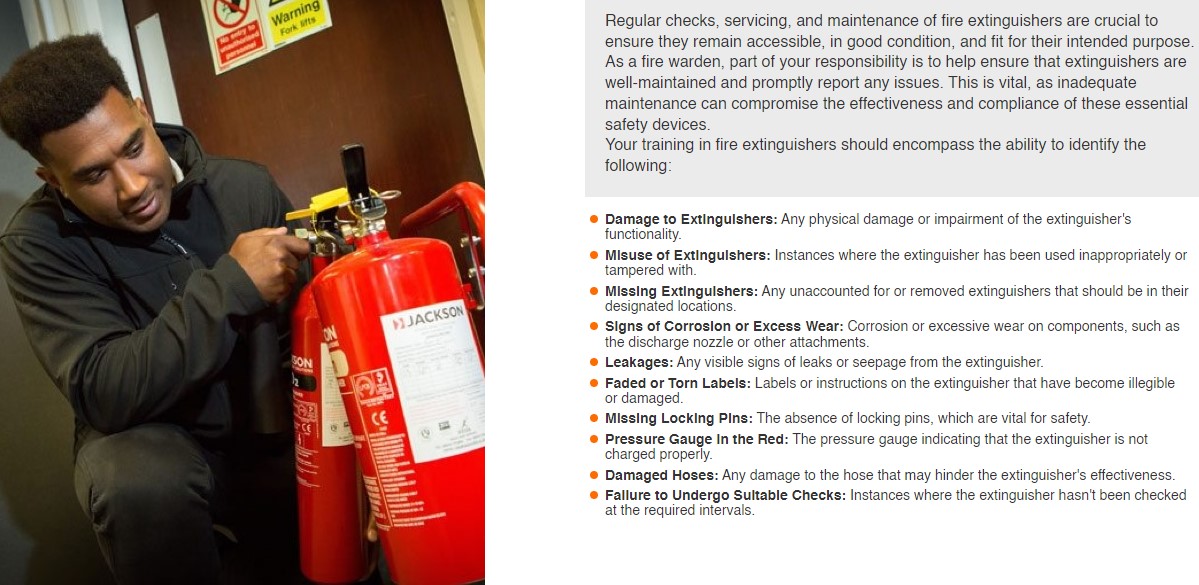 No entry to
unauthorised
personnel
Warning
Fork lifts
JACKSON
SON
CE
Regular checks, servicing, and maintenance of fire extinguishers are crucial to
ensure they remain accessible, in good condition, and fit for their intended purpose.
As a fire warden, part of your responsibility is to help ensure that extinguishers are
well-maintained and promptly report any issues. This is vital, as inadequate
maintenance can compromise the effectiveness and compliance of these essential
safety devices.
Your training in fire extinguishers should encompass the ability to identify the
following:
Damage to Extinguishers: Any physical damage or impairment of the extinguisher's
functionality.
Misuse of Extinguishers: Instances where the extinguisher has been used inappropriately or
tampered with.
Missing Extinguishers: Any unaccounted for or removed extinguishers that should be in their
designated locations.
Signs of Corrosion or Excess Wear: Corrosion or excessive wear on components, such as
the discharge nozzle or other attachments.
Leakages: Any visible signs of leaks or seepage from the extinguisher.
Faded or Torn Labels: Labels or instructions on the extinguisher that have become illegible
or damaged.
Missing Locking Pins: The absence of locking pins, which are vital for safety.
Pressure Gauge in the Red: The pressure gauge indicating that the extinguisher is not
charged properly.
Damaged Hoses: Any damage to the hose that may hinder the extinguisher's effectiveness.
Failure to Undergo Suitable Checks: Instances where the extinguisher hasn't been checked
at the required intervals.